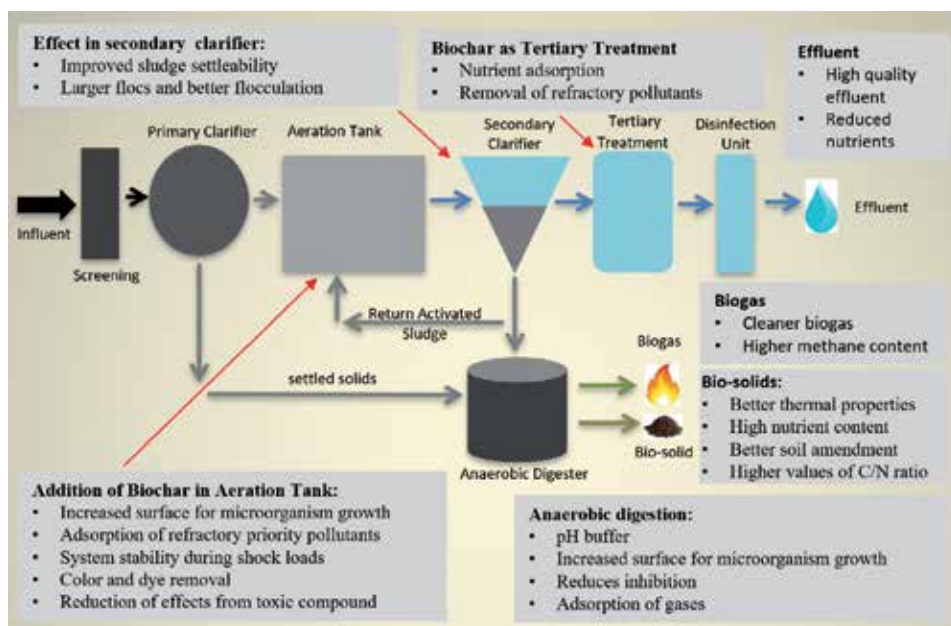 Effect in secondary clarifier:
• Improved sludge settleability
• Larger flocs and better flocculation
Biochar as Tertiary Treatment
• Nutrient adsorption
• Removal of refractory pollutants
Effluent
• High quality
effluent
• Reduced
nutrients
Primary Clarifier
Aeration Tank
Secondary
Clarifier
Tertiary
Treatment
Disinfection
Unit
Influent
Effluent
Screening
Return Activated
Sludge
settled solids
Biogas
Bio-solid
Anaerobic Digester
Biogas
• Cleaner biogas
• Higher methane content
Bio-solids:
• Better thermal properties
• High nutrient content
• Better soil amendment
• Higher values of C/N ratio
Addition of Biochar in Aeration Tank:
• Increased surface for microorganism growth
• Adsorption of refractory priority pollutants
• System stability during shock loads
• Color and dye removal
• Reduction of effects from toxic compound
Anaerobic digestion:
• pH buffer
• Increased surface for microorganism growth
• Reduces inhibition
• Adsorption of gases